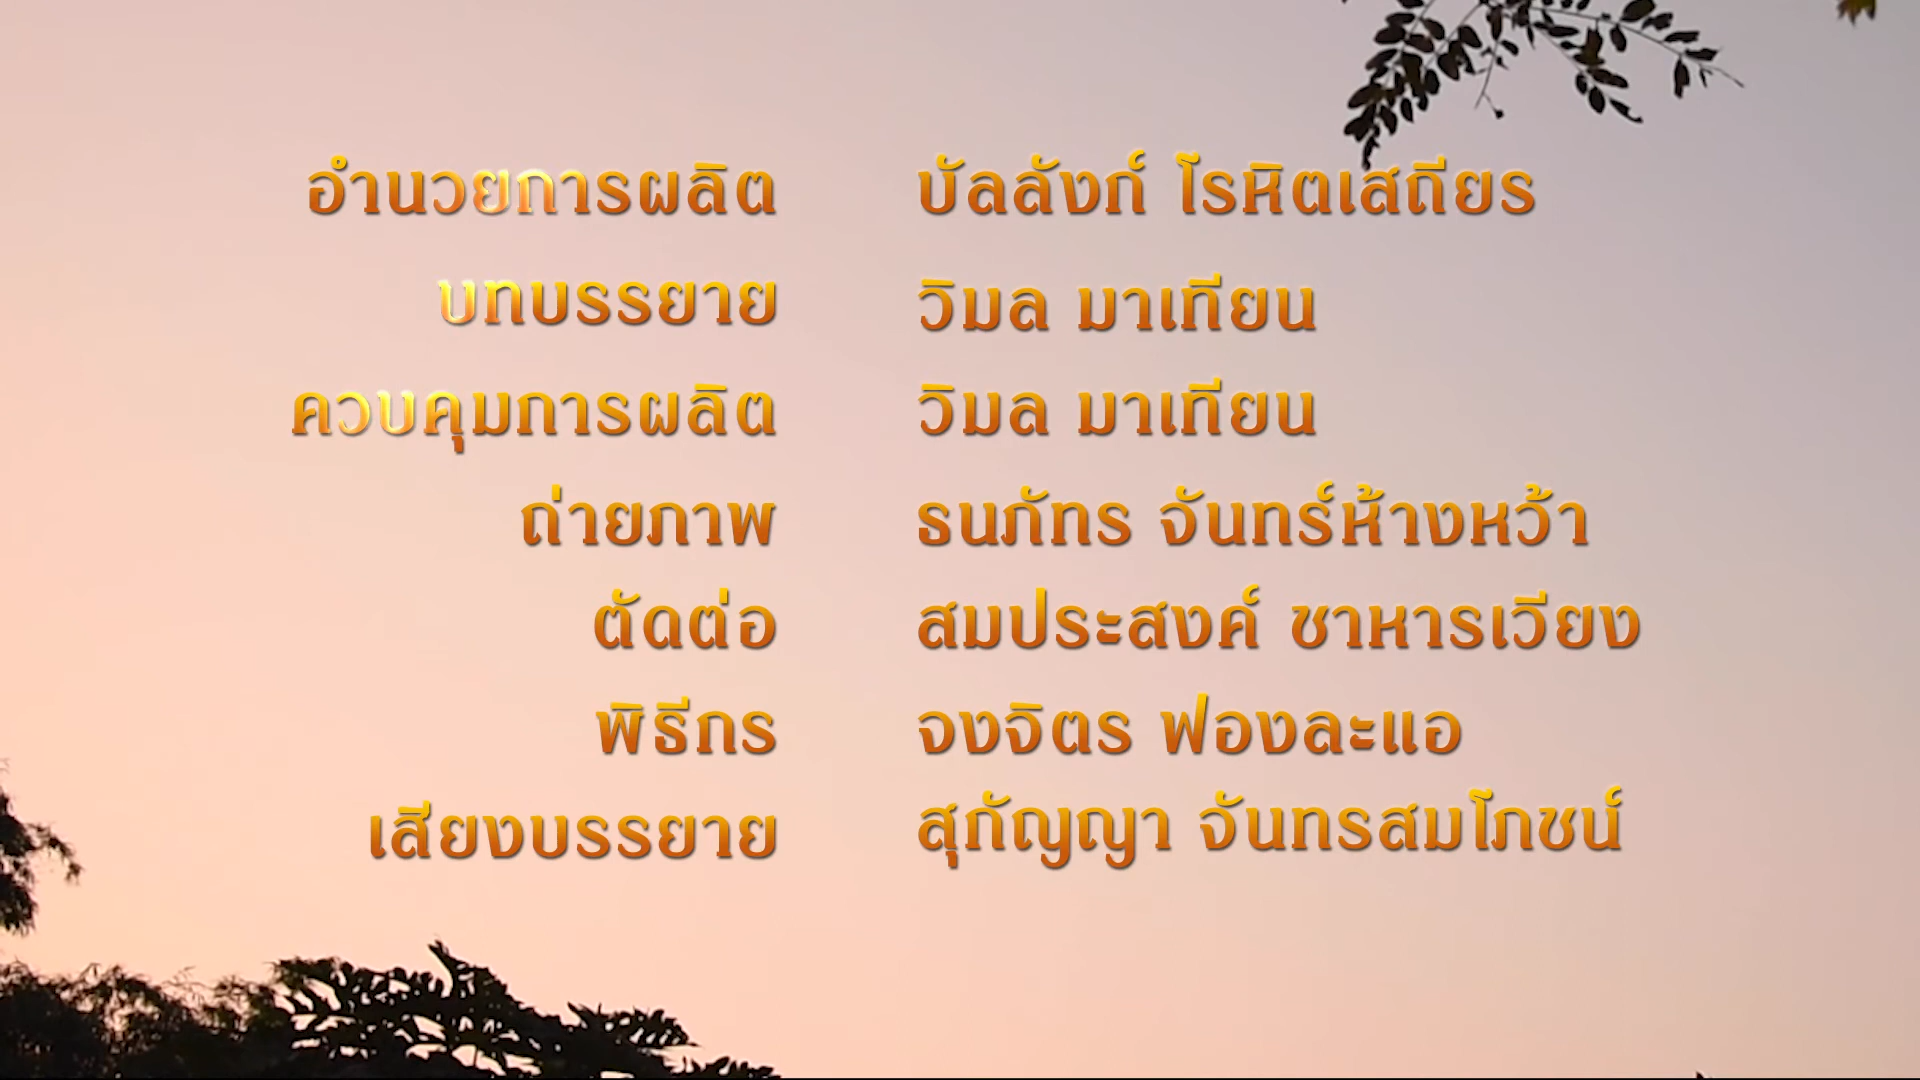 อำนวยการผลิต บัลลังก์ โรหิตเสถียร
บทบรรยาย วิมล มาเทียน
ควบคุมการผลิต วิมล มาเทียน
ถ่ายภาพ ธนภัทร จันทร์ห้างหว้า
ตัดต่อ สมประสงค์ ชาหารเวียง
พิธีกร จงจิตร ฟองละแอ
เสียงบรรยาย สุกัญญา จันทรสมโภชน์